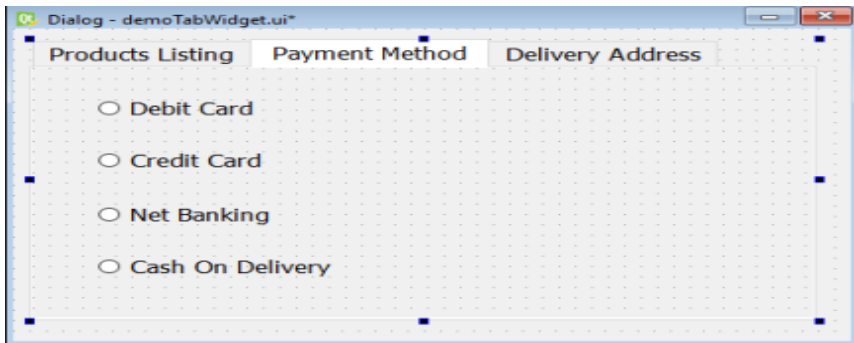 Dialog - demoTabWidget.ui*
Products Listing Payment Method Delivery Address
Debit Card
Credit Card
Net Banking
Cash On Delivery